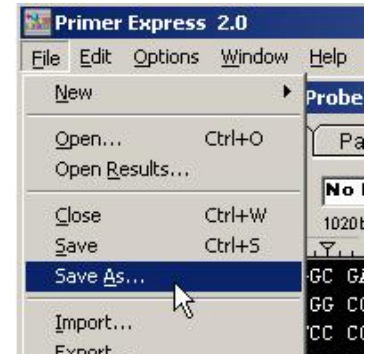 Primer Express 2.0
File Edit Options Window Help
New
Probe
Open... Ctrl+O
Pa
Open Results...
No
Close Ctrl+W
1020
Save Ctrl+S
Save As...
GC GA
GG CC
Import...
CC CC
Export...